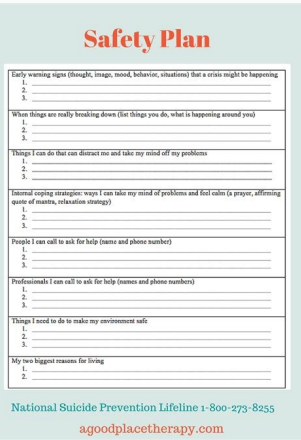 Safety Plan
Early warning signs (thought, image, mood, behavior, situations) that a crisis might be happening
1.
2.
3.
When things are really breaking down (list things you do, what is happening around you)
1.
2.
3.
Things I can do that can distract me and take my mind off my problems
1.
2.
3.
Internal coping strategies: ways I can take my mind of problems and feel calm (a prayer, affirming
quote of mantra, relaxation strategy)
1.
2.
3.
People I can call to ask for help (name and phone number)
1.
2.
3.
Professionals I can call to ask for help (names and phone numbers)
1.
2.
3.
Things I need to do to make my environment safe
1.
2.
3.
My two biggest reasons for living
1.
2.
National Suicide Prevention Lifeline 1-800-273-8255
agoodplacetherapy.com